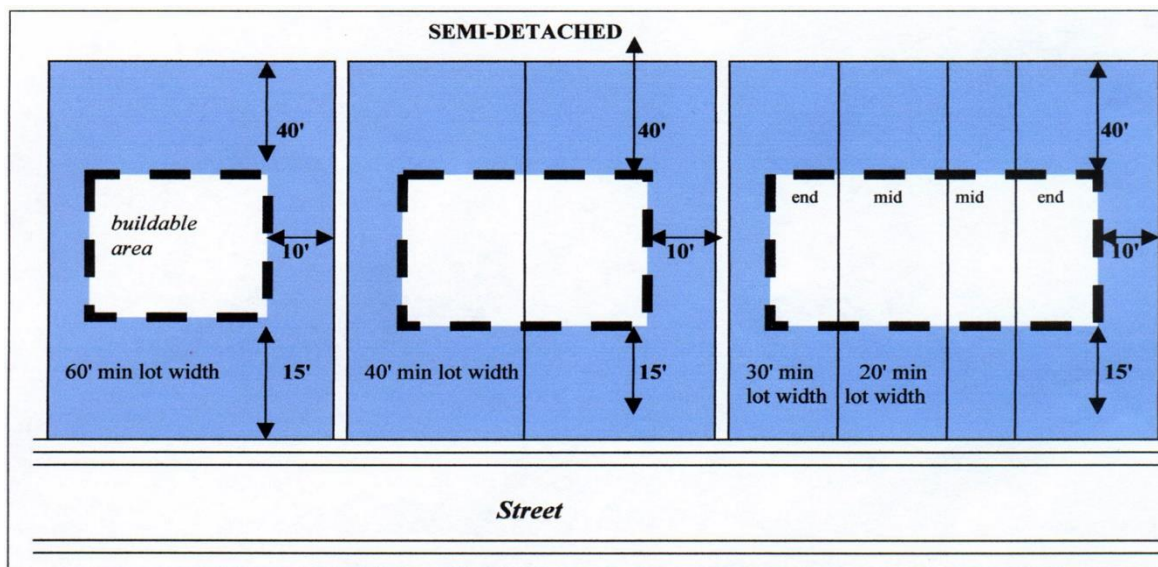 SEMI-DETACHED
40'
40'
40'
buildable
area
10'
10'
end
mid
mid
end
10'
60' min lot width
15'
40' min lot width
15'
30' min
lot width
20' min
lot width
15'
Street